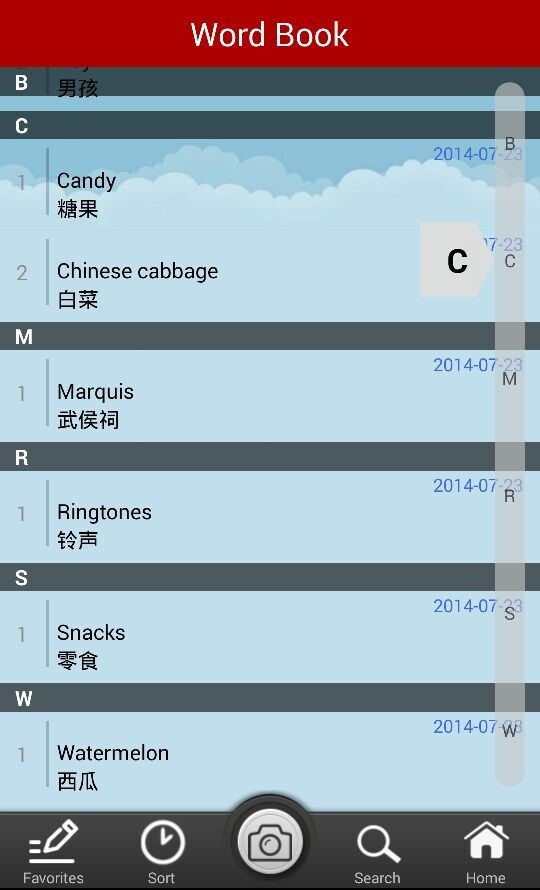 Word Book
B
男孩
C
2014-07-23
1
Candy
糖果
2
Chinese cabbage
白菜
M
2014-07-23
1
Marquis
武侯祠
R
2014-07-23
1
Ringtones
铃声
S
2014-07-23
1
Snacks
零食
W
2014-07-23
1
Watermelon
西瓜
B
C
C
M
R
S
W
Favorites
Sort
Search
Home